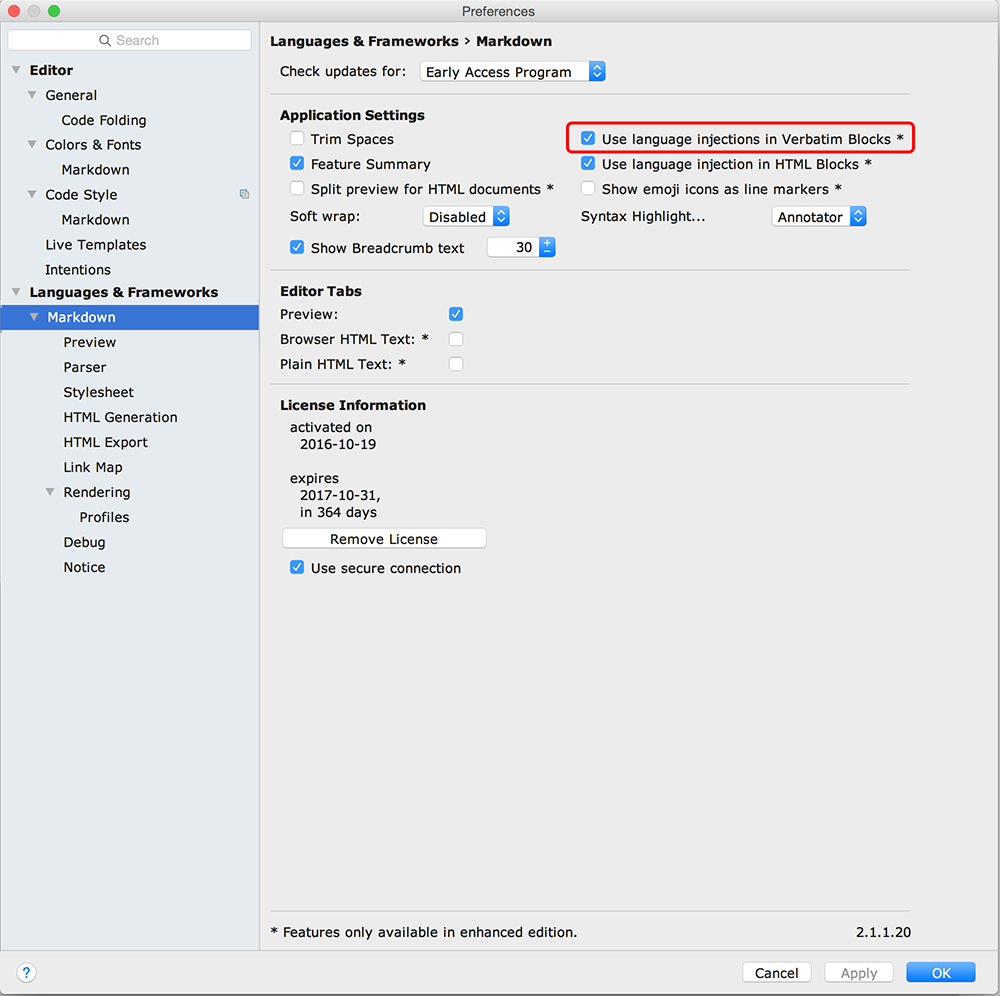 Preferences
Search
Editor
General
Code Folding
Colors & Fonts
Markdown
Code Style
Markdown
Live Templates
Intentions
Languages & Frameworks
Markdown
Preview
Parser
Stylesheet
HTML Generation
HTML Export
Link Map
Rendering
Profiles
Debug
Notice
Languages & Frameworks › Markdown
Check updates for: Early Access Program
Application Settings
Trim Spaces Use language injections in Verbatim Blocks *
Feature Summary Use language injection in HTML Blocks *
Split preview for HTML documents * Show emoji icons as line markers *
Soft wrap: Disabled Syntax Highlight... Annotator
Show Breadcrumb text 30
Editor Tabs
Preview:
Browser HTML Text: *
Plain HTML Text: *
License Information
activated on
2016-10-19
expires
2017-10-31,
in 364 days
Remove License
Use secure connection
* Features only available in enhanced edition. 2.1.1.20
? Cancel Apply OK